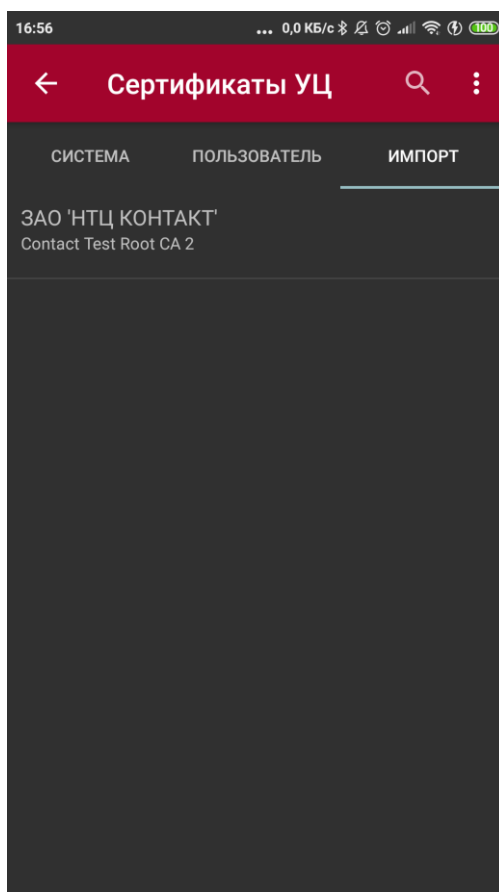 16:56 ... 0,0 КБ/с 100
Сертификаты УЦ
СИСТЕМА ПОЛЬЗОВАТЕЛЬ ИМПОРТ
ЗАО 'НТЦ КОНТАКТ'
Contact Test Root CA 2